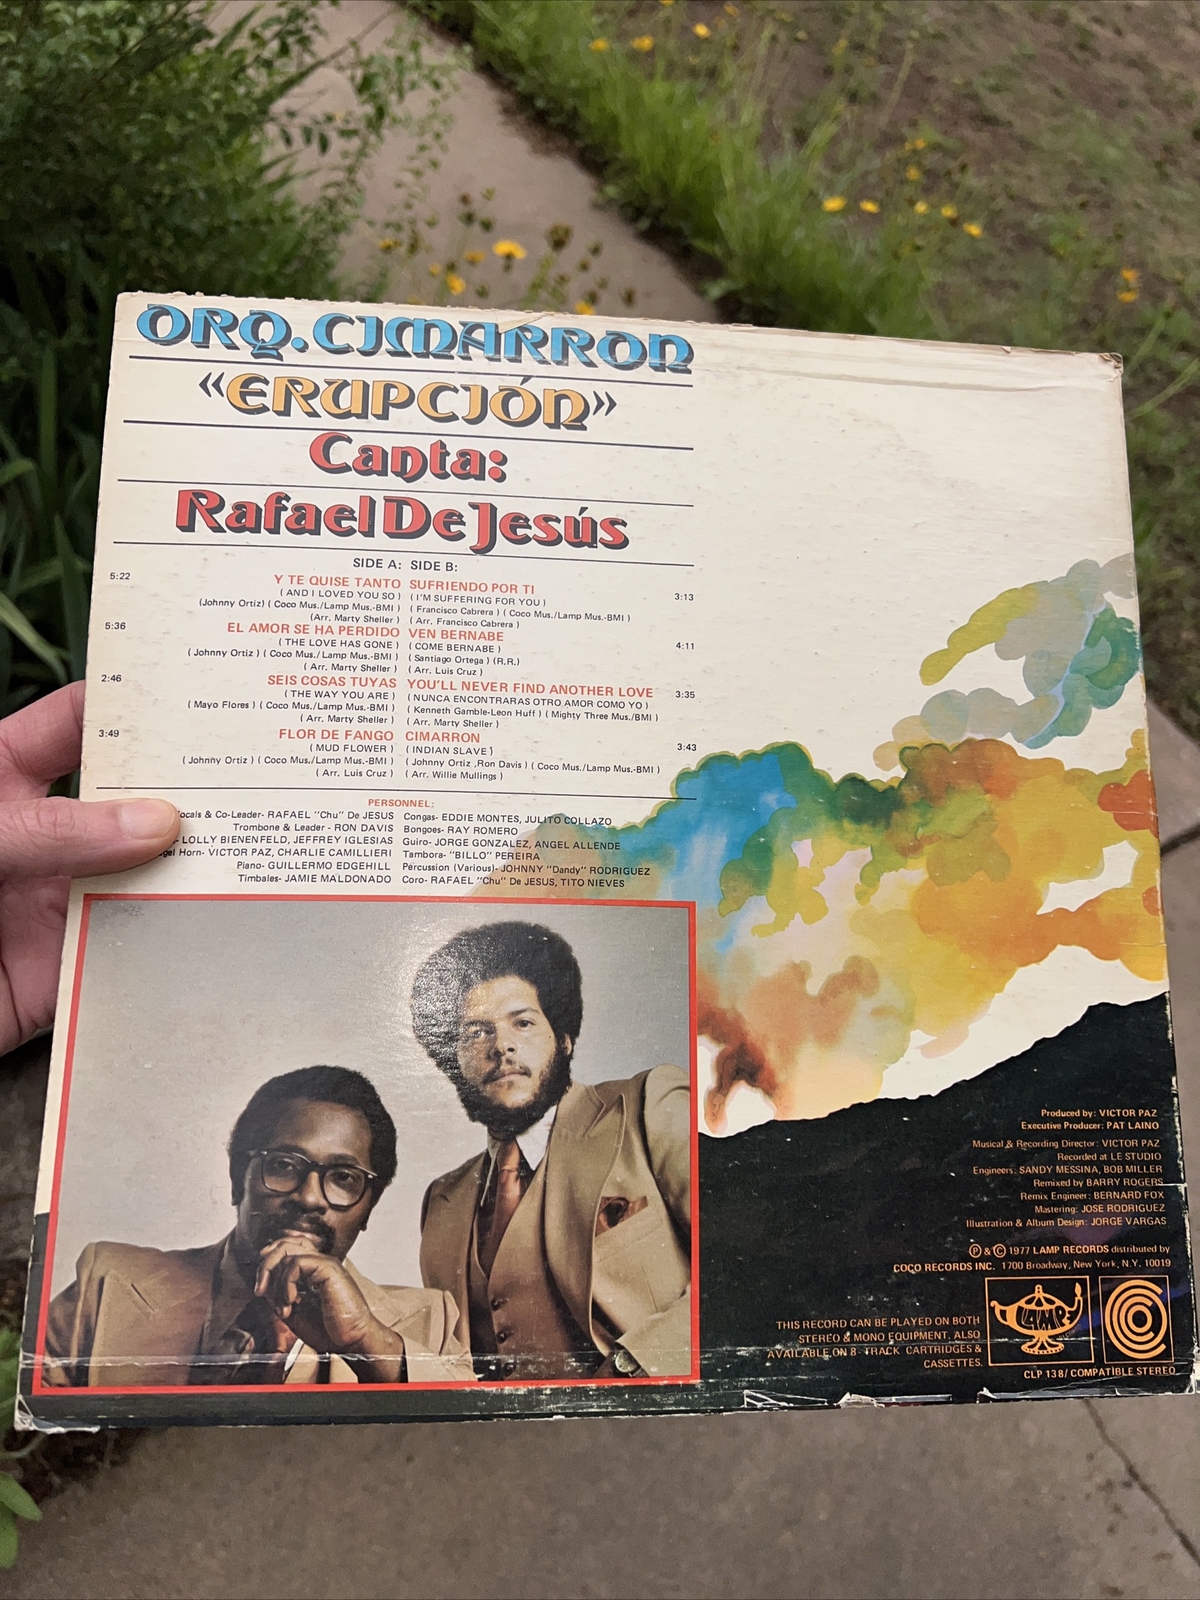 ORQ. CIMARRON
«ERUPCIÓN»
Canta:
Rafael De Jesús
SIDE A:
5:22
Y TE QUISE TANTO
( AND I LOVED YOU SO )
(Johnny Ortiz) ( Coco Mus./Lamp Mus.-BMI )
(Arr. Marty Sheller )
5:36
EL AMOR SE HA PERDIDO
( THE LOVE HAS GONE )
( Johnny Ortiz ) ( Coco Mus./ Lamp Mus.-BMI )
( Arr. Marty Sheller )
2:46
SEIS COSAS TUYAS
( THE WAY YOU ARE )
( Mayo Flores ) ( Coco Mus./Lamp Mus.-BMI )
( Arr. Marty Sheller )
3:49
FLOR DE FANGO
( MUD FLOWER )
( Johnny Ortiz ) ( Coco Mus./Lamp Mus.-BMI )
( Arr. Luis Cruz )
SIDE B:
SUFRIENDO POR TI
3:13
( I'M SUFFERING FOR YOU )
( Francisco Cabrera ) ( Coco Mus./Lamp Mus.-BMI )
( Arr. Francisco Cabrera )
VEN BERNABE
4:11
( COME BERNABE )
( Santiago Ortega ) (R.R.)
( Arr. Luis Cruz )
YOU'LL NEVER FIND ANOTHER LOVE
3:35
( NUNCA ENCONTRARAS OTRO AMOR COMO YO )
( Kenneth Gamble-Leon Huff ) ( Mighty Three Mus./BMI )
( Arr. Marty Sheller )
CIMARRON
3:43
( INDIAN SLAVE )
( Johnny Ortiz ,Ron Davis ) ( Coco Mus./Lamp Mus.-BMI )
( Arr. Willie Mullings )
PERSONNEL:
Vocals & Co-Leader- RAFAEL "Chu" De JESUS
Trombone & Leader - RON DAVIS
LOLLY BIENENFELD, JEFFREY IGLESIAS
Horn- VICTOR PAZ, CHARLIE CAMILLIERI
Piano- GUILLERMO EDGEHILL
Timbales- JAMIE MALDONADO
Congas- EDDIE MONTES, JULITO COLLAZO
Bongoes- RAY ROMERO
Guiro- JORGE GONZALEZ, ANGEL ALLENDE
Tambora- "BILLO" PEREIRA
Percussion (Various)- JOHNNY "Dandy" RODRIGUEZ
Coro- RAFAEL "Chu" De JESUS, TITO NIEVES
Produced by: VICTOR PAZ
Executive Producer: PAT LAINO
Musical & Recording Director: VICTOR PAZ
Recorded at LE STUDIO
Engineers: SANDY MESSINA, BOB MILLER
Remixed by BARRY ROGERS
Remix Engineer: BERNARD FOX
Mastering: JOSE RODRIGUEZ
Illustration & Album Design: JORGE VARGAS
Ⓟ & © 1977 LAMP RECORDS distributed by
COCO RECORDS INC. 1700 Broadway, New York, N.Y. 10019
THIS RECORD CAN BE PLAYED ON BOTH
STEREO & MONO EQUIPMENT, ALSO
AVAILABLE ON 8- TRACK CARTRIDGES &
CASSETTES.
LAMP
CLP 138/ COMPATIBLE STEREO